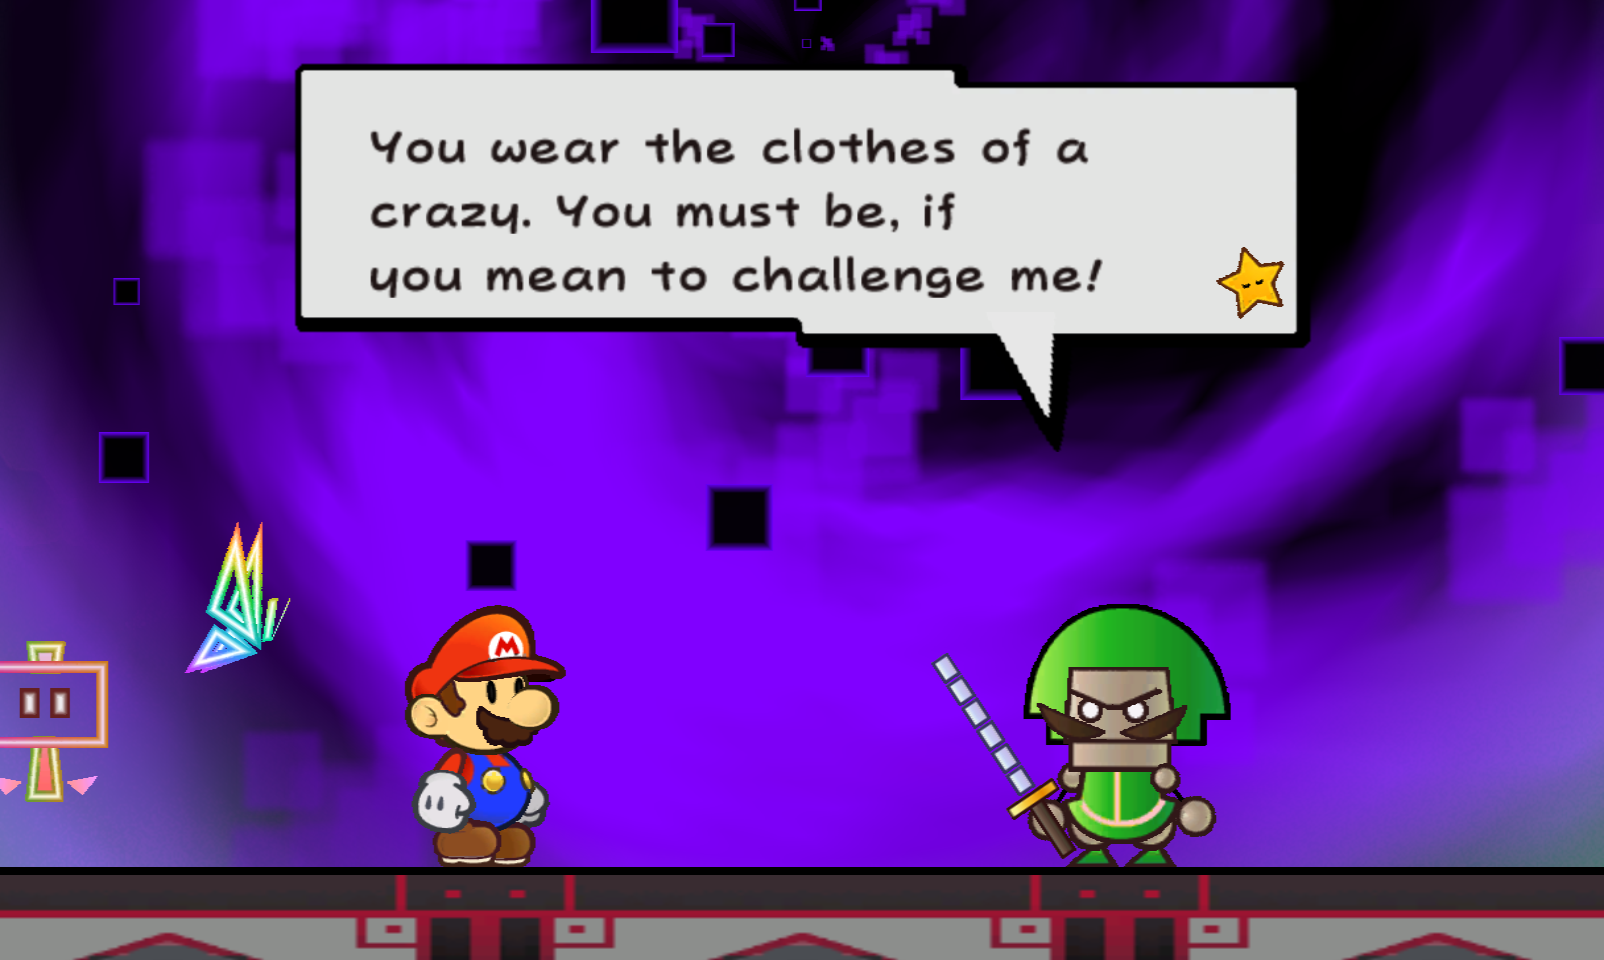 You wear the clothes of a
crazy. You must be, if
you mean to challenge me!
M